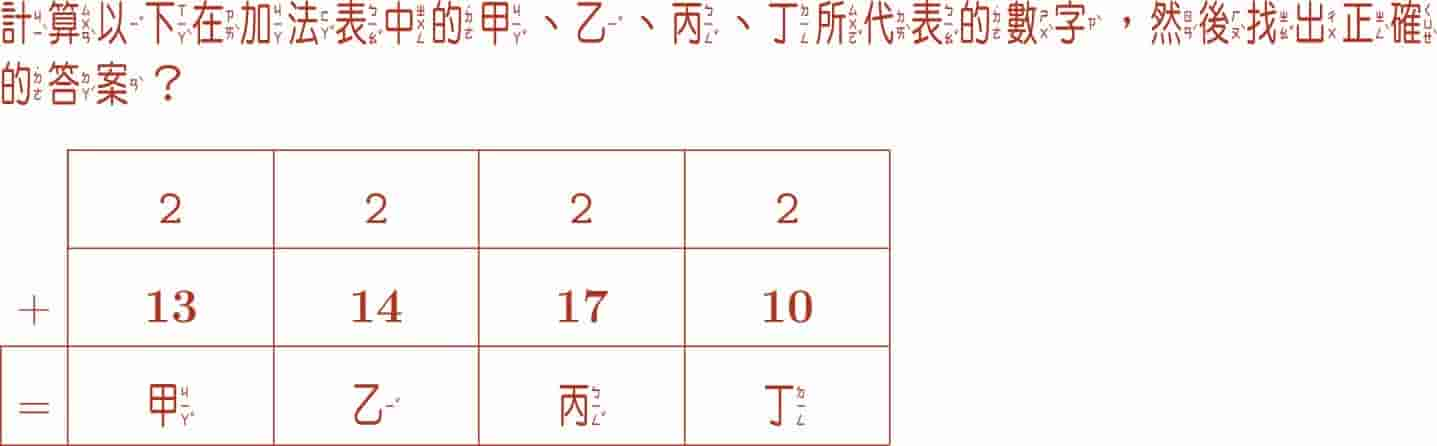 計算以下在加法表中的甲、乙、丙、丁所代表的數字，然後找出正確
的答案？
2 2 2 2
+ 13 14 17 10
= 甲 乙 丙 丁